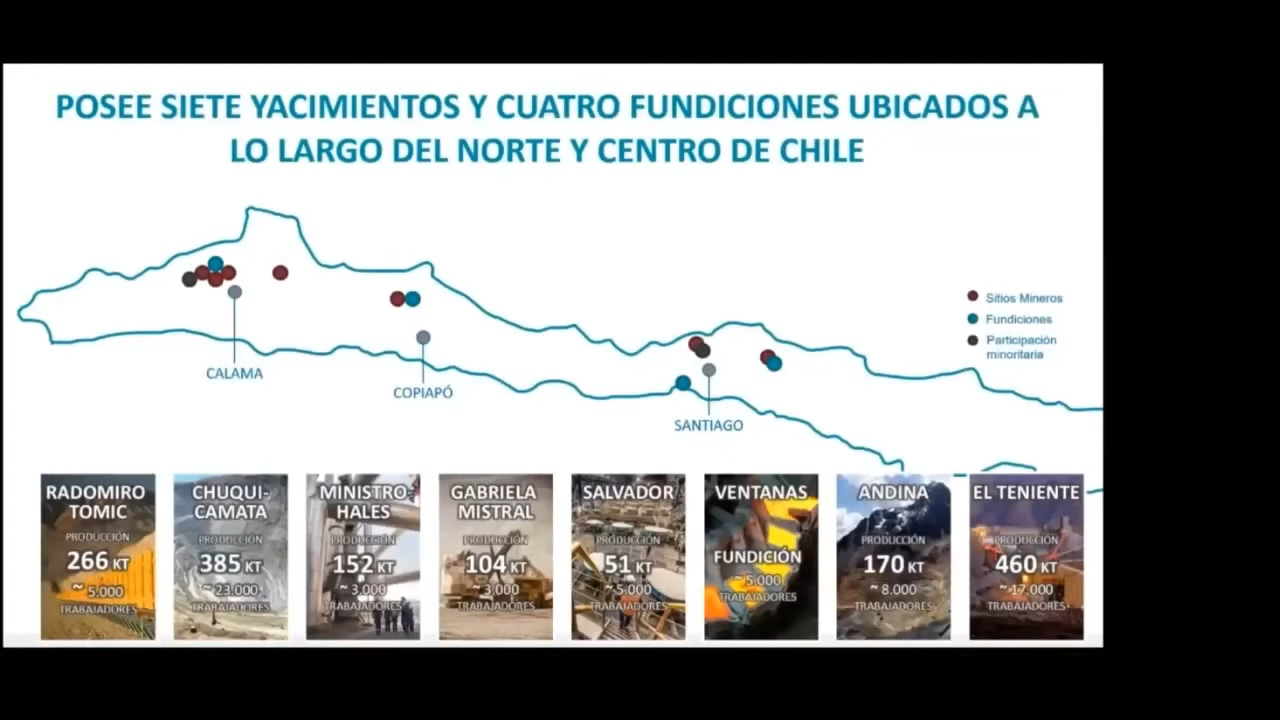 POSEE SIETE YACIMIENTOS Y CUATRO FUNDICIONES UBICADOS A
LO LARGO DEL NORTE Y CENTRO DE CHILE
Sitios Mineros
Fundiciones
Participación
minoritaria
CALAMA
COPIAPÓ
SANTIAGO
RADOMIRO
TOMIC
PRODUCCIÓN
266 KT
~ 5.000
TRABAJADORES
CHUQUI-
CAMATA
PRODUCCIÓN
385 KT
~ 23.000
TRABAJADORES
MINISTRO
HALES
PRODUCCIÓN
152 KT
~ 3.000
TRABAJADORES
GABRIELA
MISTRAL
PRODUCCIÓN
104 KT
~ 3.000
TRABAJADORES
SALVADOR
PRODUCCIÓN
51 KT
~ 5.000
TRABAJADORES
VENTANAS
FUNDICIÓN
~ 5.000
TRABAJADORES
ANDINA
PRODUCCIÓN
170 KT
~ 8.000
TRABAJADORES
EL TENIENTE
PRODUCCIÓN
460 KT
~ 17.000
TRABAJADORES